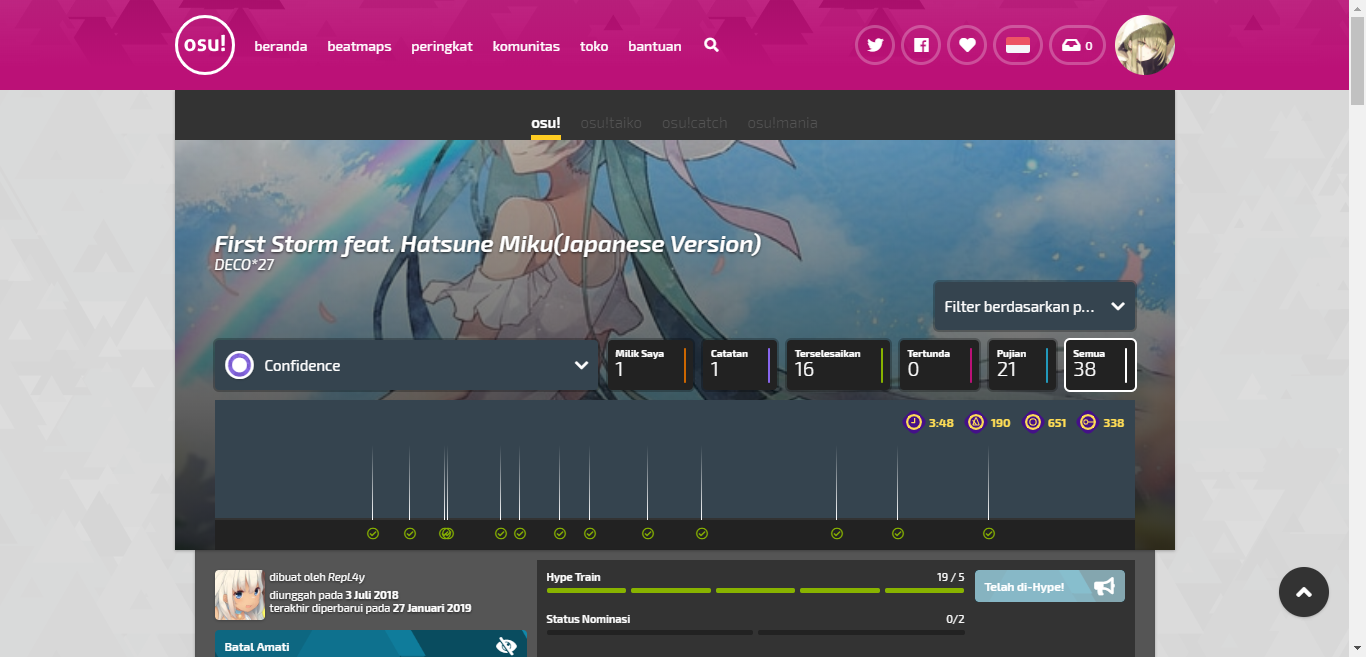 osu! beranda beatmaps peringkat komunitas toko bantuan 0
osu! osu!taiko osu!catch osu!mania
First Storm feat. Hatsune Miku(Japanese Version)
DECO*27
Filter berdasarkan p...
Confidence
Milik Saya
1
Catatan
1
Terselesaikan
16
Tertunda
0
Pujian
21
Semua
38
3:48 190 651 338
dibuat oleh RepL4y
diunggah pada 3 Juli 2018
terakhir diperbarui pada 27 Januari 2019
Batal Amati
Hype Train 19 / 5
Telah di-Hype!
Status Nominasi 0/2